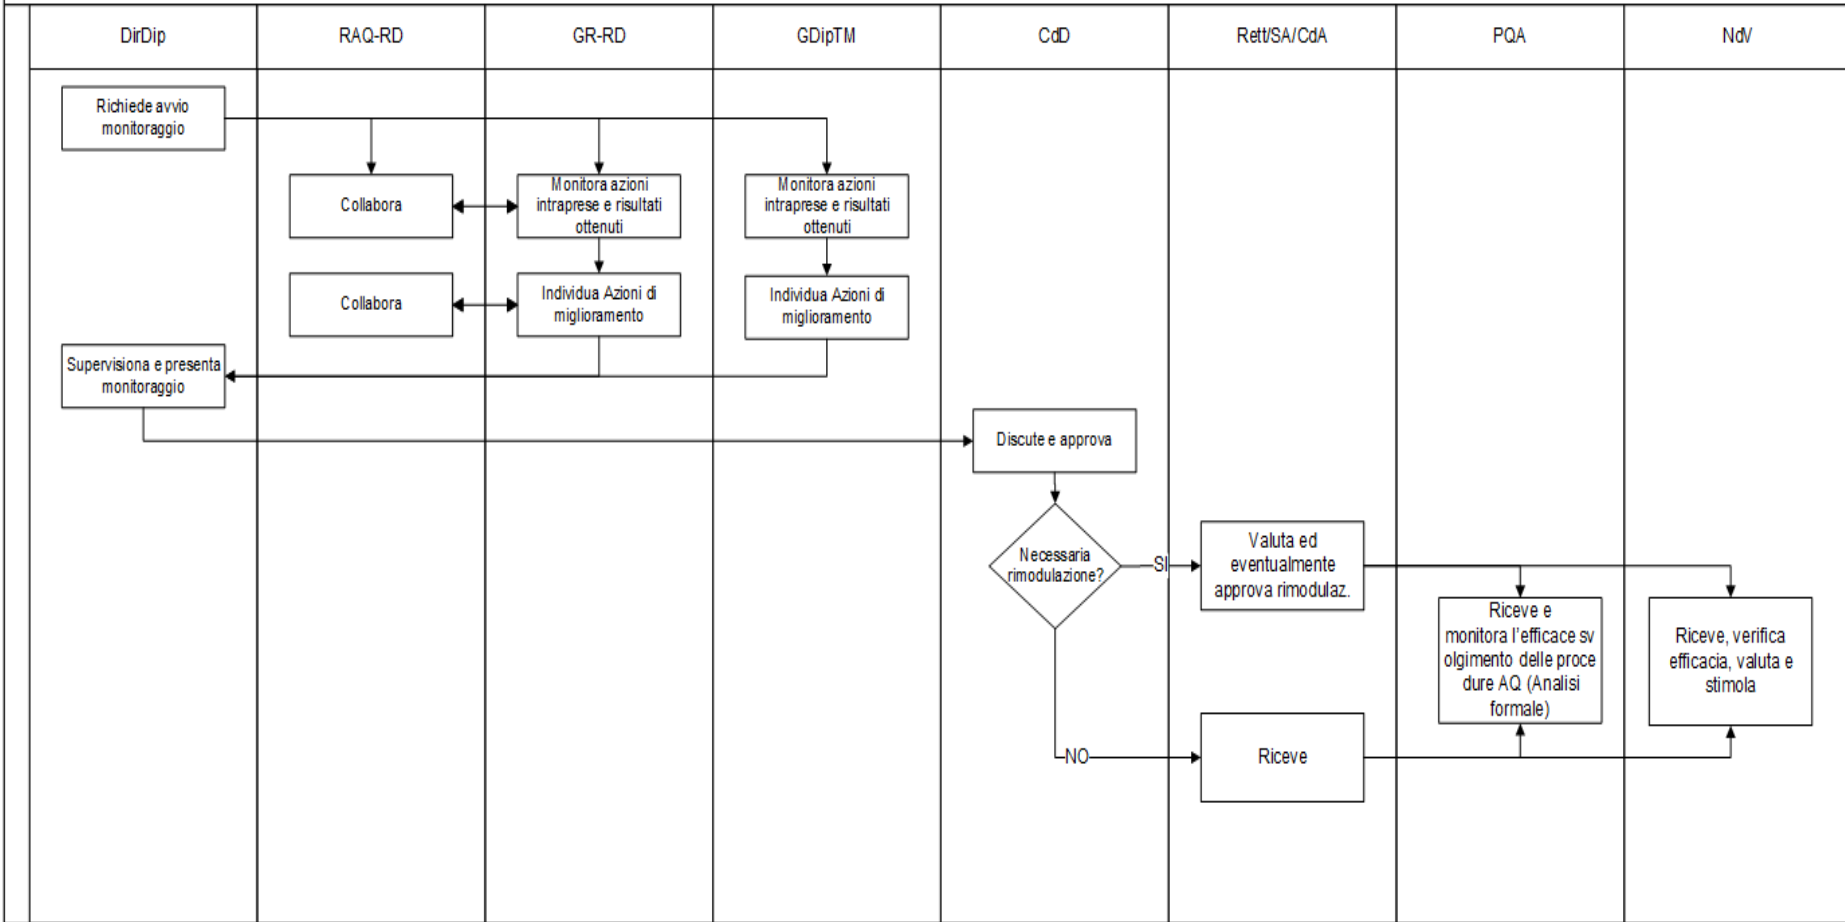 DirDip
RAQ-RD
GR-RD
GDipTM
CdD
Rett/SA/CdA
PQA
NdV
Richiede avvio
monitoraggio
Collabora
Monitora azioni
intraprese e risultati
ottenuti
Monitora azioni
intraprese e risultati
ottenuti
Collabora
Individua Azioni di
miglioramento
Individua Azioni di
miglioramento
Supervisiona e presenta
monitoraggio
Discute e approva
Necessaria
rimodulazione?
SI
Valuta ed
eventualmente
approva rimodulaz.
Riceve e
monitora l'efficace sv
olgimento delle proce
dure AQ (Analisi
formale)
Riceve, verifica
efficacia, valuta e
stimola
NO
Riceve